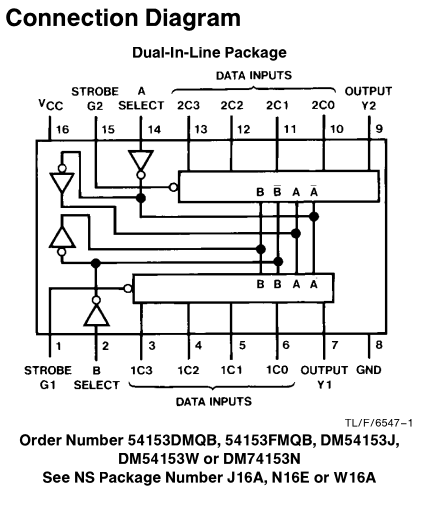 Connection Diagram
Dual-In-Line Package
DATA INPUTS
STROBE A OUTPUT
VCC G2 SELECT 2C3 2C2 2C1 2C0 Y2
16 15 14 13 12 11 10 9
B B̅ A A̅
B B A A
1 2 3 4 5 6 7 8
STROBE B 1C3 1C2 1C1 1C0 OUTPUT GND
G1 SELECT Y1
DATA INPUTS
TL/F/6547–1
Order Number 54153DMQB, 54153FMQB, DM54153J,
DM54153W or DM74153N
See NS Package Number J16A, N16E or W16A